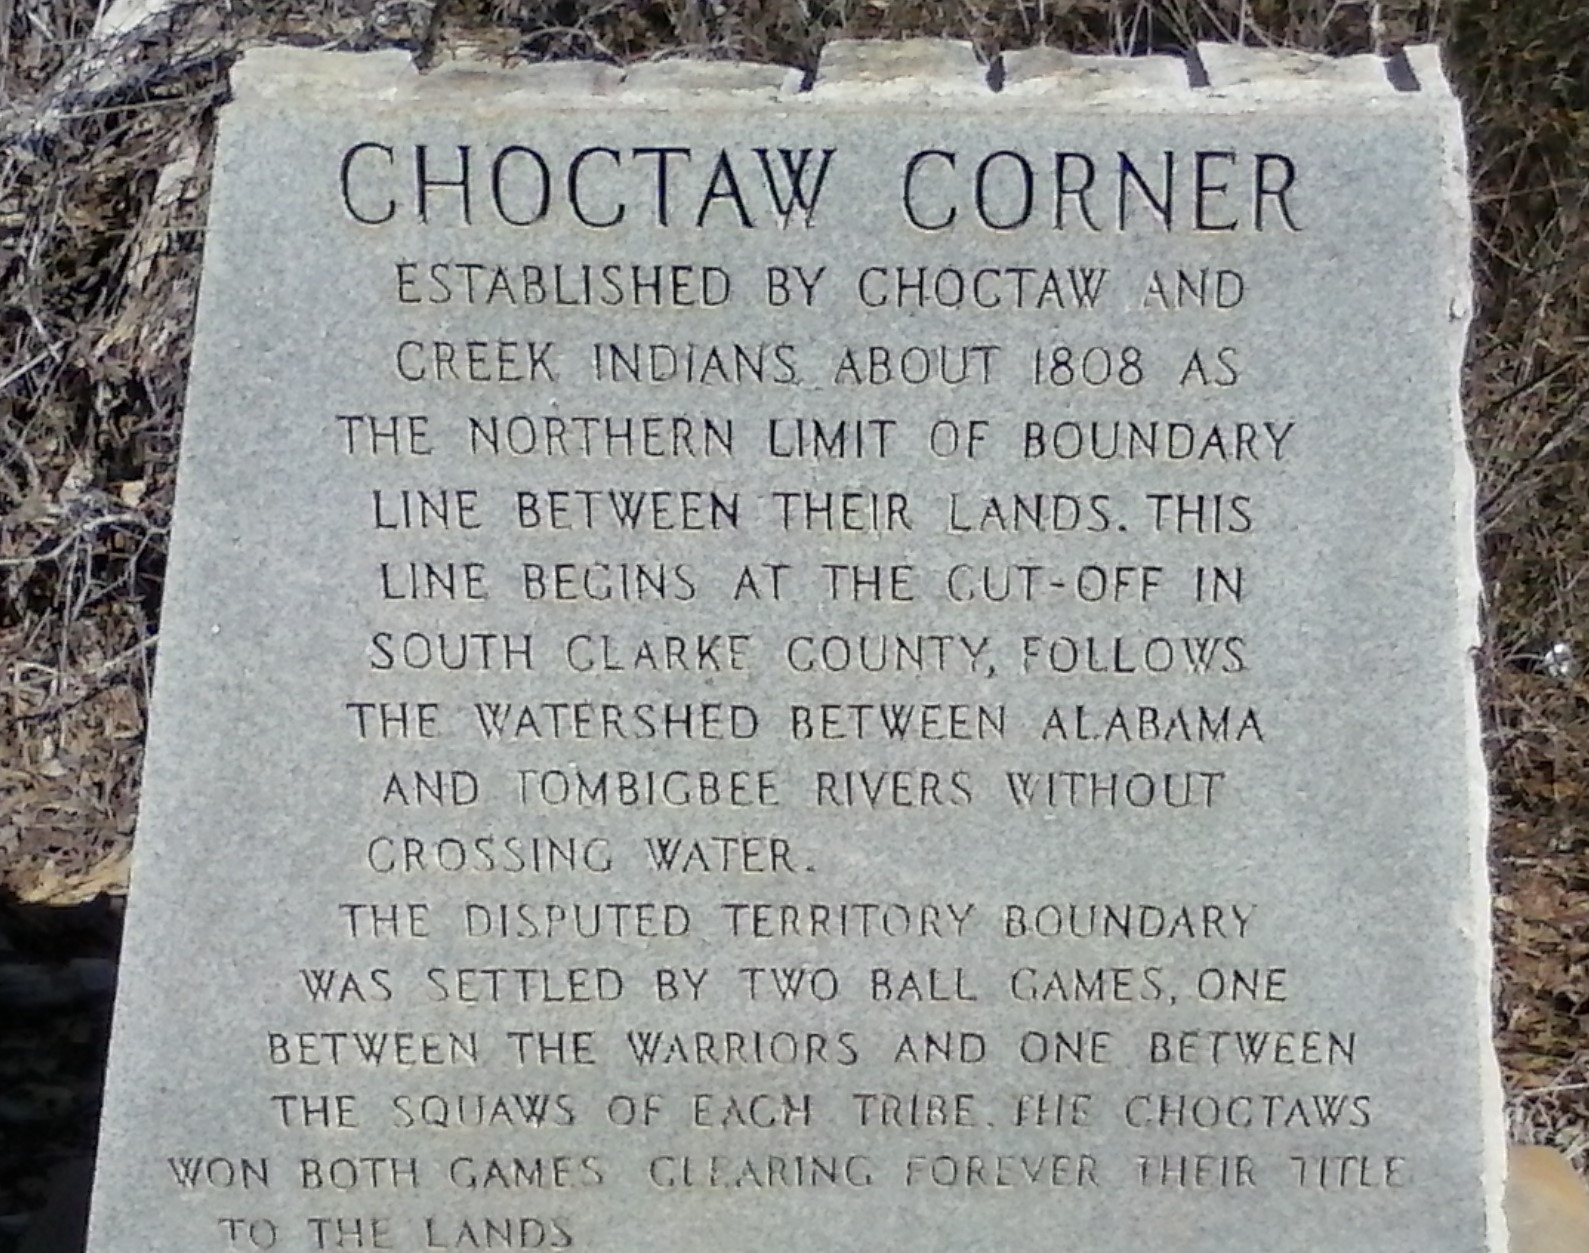 CHOCTAW CORNER
ESTABLISHED BY CHOCTAW AND
CREEK INDIANS ABOUT 1808 AS
THE NORTHERN LIMIT OF BOUNDARY
LINE BETWEEN THEIR LANDS. THIS
LINE BEGINS AT THE CUT-OFF IN
SOUTH CLARKE COUNTY, FOLLOWS
THE WATERSHED BETWEEN ALABAMA
AND TOMBIGBEE RIVERS WITHOUT
CROSSING WATER.
THE DISPUTED TERRITORY BOUNDARY
WAS SETTLED BY TWO BALL GAMES, ONE
BETWEEN THE WARRIORS AND ONE BETWEEN
THE SQUAWS OF EACH TRIBE. THE CHOCTAWS
WON BOTH GAMES CLEARING FOREVER THEIR TITLE
TO THE LANDS